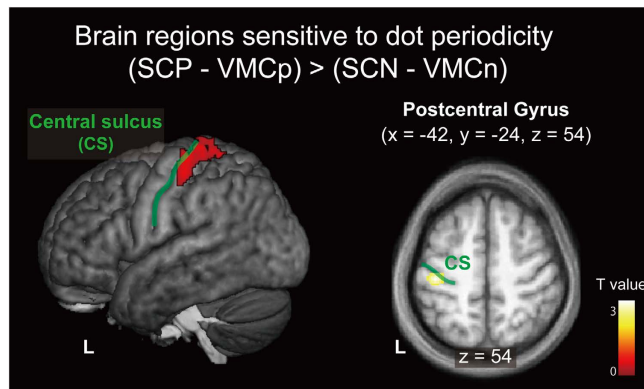 Brain regions sensitive to dot periodicity
(SCP - VMCp) > (SCN - VMCn)
Central sulcus
(CS)
Postcentral Gyrus
(x = -42, y = -24, z = 54)
CS
T value
3
0
L
L
z = 54